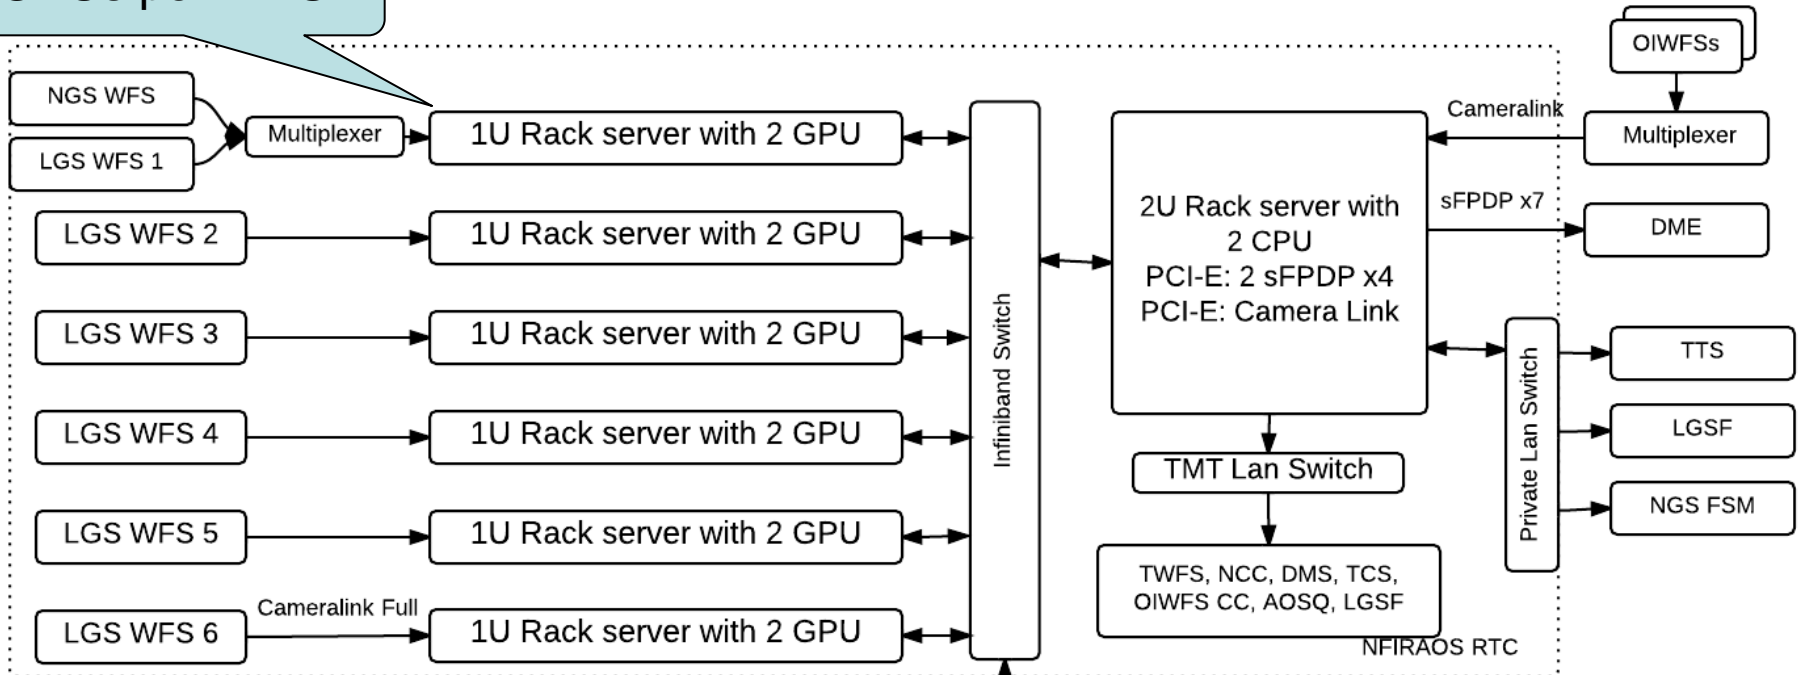 NGS WFS
LGS WFS 1
Multiplexer
1U Rack server with 2 GPU
LGS WFS 2
1U Rack server with 2 GPU
LGS WFS 3
1U Rack server with 2 GPU
LGS WFS 4
1U Rack server with 2 GPU
LGS WFS 5
1U Rack server with 2 GPU
LGS WFS 6
Cameralink Full
1U Rack server with 2 GPU
Infiniband Switch
2U Rack server with
2 CPU
PCI-E: 2 sFPDP x4
PCI-E: Camera Link
TMT Lan Switch
TWFS, NCC, DMS, TCS,
OIWFS CC, AOSQ, LGSF
NFIRAOS RTC
OIWFSs
Cameralink
Multiplexer
sFPDP x7
DME
Private Lan Switch
TTS
LGSF
NGS FSM